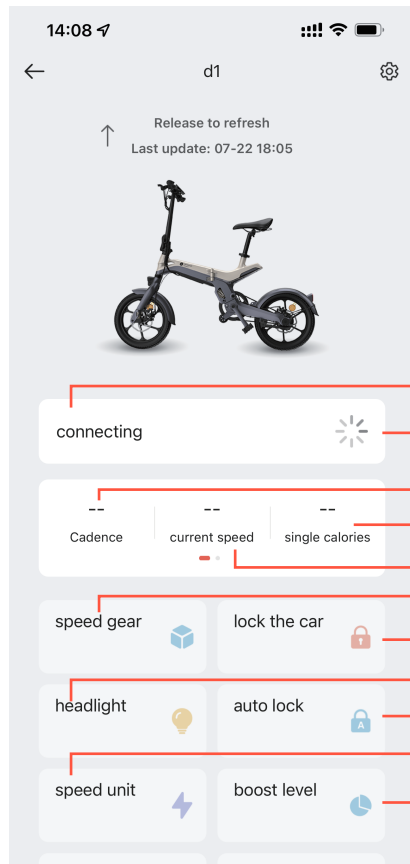 14:08
d1
Release to refresh
Last update: 07-22 18:05
connecting
-- -- --
Cadence current speed single calories
speed gear lock the car
headlight auto lock
A
speed unit boost level